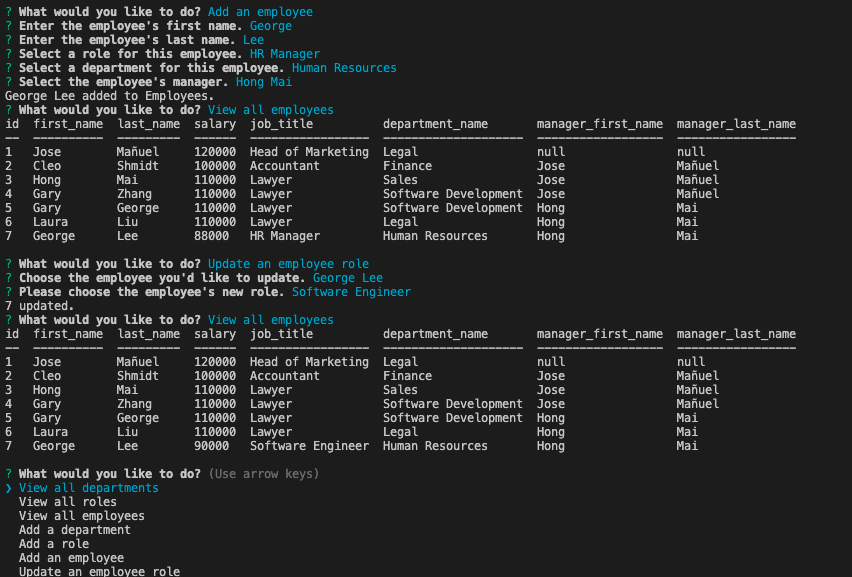 ? What would you like to do? Add an employee
? Enter the employee's first name. George
? Enter the employee's last name. Lee
? Select a role for this employee. HR Manager
? Select a department for this employee. Human Resources
? Select the employee's manager. Hong Mai
George Lee added to Employees.
? What would you like to do? View all employees
id  first_name  last_name  salary  job_title          department_name       manager_first_name  manager_last_name
--  ----------  ---------  ------  -----------------  --------------------  ------------------  -----------------
1   Jose        Mañuel     120000  Head of Marketing  Legal                 null                null
2   Cleo        Shmidt     100000  Accountant         Finance               Jose                Mañuel
3   Hong        Mai        110000  Lawyer             Sales                 Jose                Mañuel
4   Gary        Zhang      110000  Lawyer             Software Development  Jose                Mañuel
5   Gary        George     110000  Lawyer             Software Development  Hong                Mai
6   Laura       Liu        110000  Lawyer             Legal                 Hong                Mai
7   George      Lee        88000   HR Manager         Human Resources       Hong                Mai
? What would you like to do? Update an employee role
? Choose the employee you'd like to update. George Lee
? Please choose the employee's new role. Software Engineer
7 updated.
? What would you like to do? View all employees
id  first_name  last_name  salary  job_title          department_name       manager_first_name  manager_last_name
--  ----------  ---------  ------  -----------------  --------------------  ------------------  -----------------
1   Jose        Mañuel     120000  Head of Marketing  Legal                 null                null
2   Cleo        Shmidt     100000  Accountant         Finance               Jose                Mañuel
3   Hong        Mai        110000  Lawyer             Sales                 Jose                Mañuel
4   Gary        Zhang      110000  Lawyer             Software Development  Jose                Mañuel
5   Gary        George     110000  Lawyer             Software Development  Hong                Mai
6   Laura       Liu        110000  Lawyer             Legal                 Hong                Mai
7   George      Lee        90000   Software Engineer  Human Resources       Hong                Mai
? What would you like to do? (Use arrow keys)
❯ View all departments
View all roles
View all employees
Add a department
Add a role
Add an employee
Update an employee role